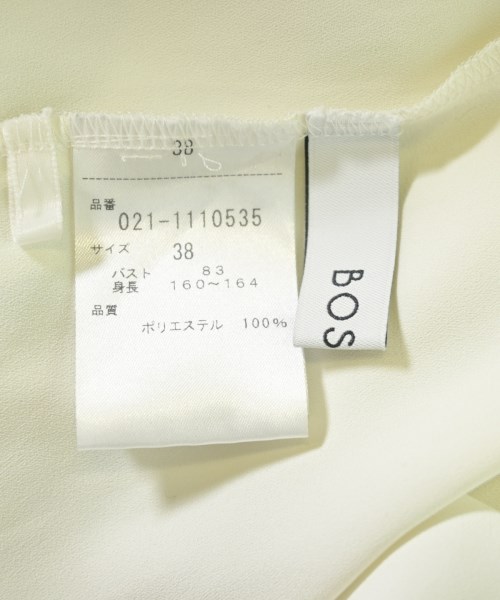 38
品番
021-1110535
サイズ 38
バスト 83
身長 160~164
品質
ポリエステル 100%
BOS